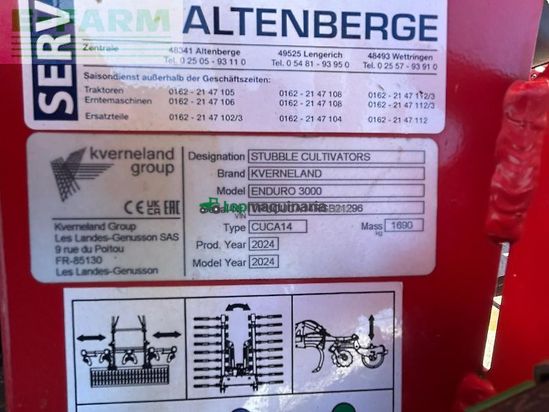 E-FARM
SERV
ALTENBERGE
Zentrale 48341 Altenberge 49525 Lengerich 48493 Wettringen
Tel. 0 25 05 - 93 11 0 Tel. 0 54 81 - 93 95 0 Tel. 0 25 57 - 93 91 0
Saisondienst außerhalb der Geschäftszeiten:
Traktoren 0162 - 21 47 105 0162 - 21 47 108 0162 - 21 47 112/3
Erntemaschinen 0162 - 21 47 106 0162 - 21 47 108 0162 - 21 47 112/3
Ersatzteile 0162 - 21 47 102/3 0162 - 21 47 104 0162 - 21 47 112
kverneland group
CE UKCA EAC
Kverneland Group
Les Landes-Genusson SAS
9 rue du Poitou
FR-85130
Les Landes-Genusson
Designation STUBBLE CULTIVATORS
Brand KVERNELAND
Model ENDURO 3000
VIN
Type CUCA14 Mass kg 1690
Prod. Year 2024
Model Year 2024